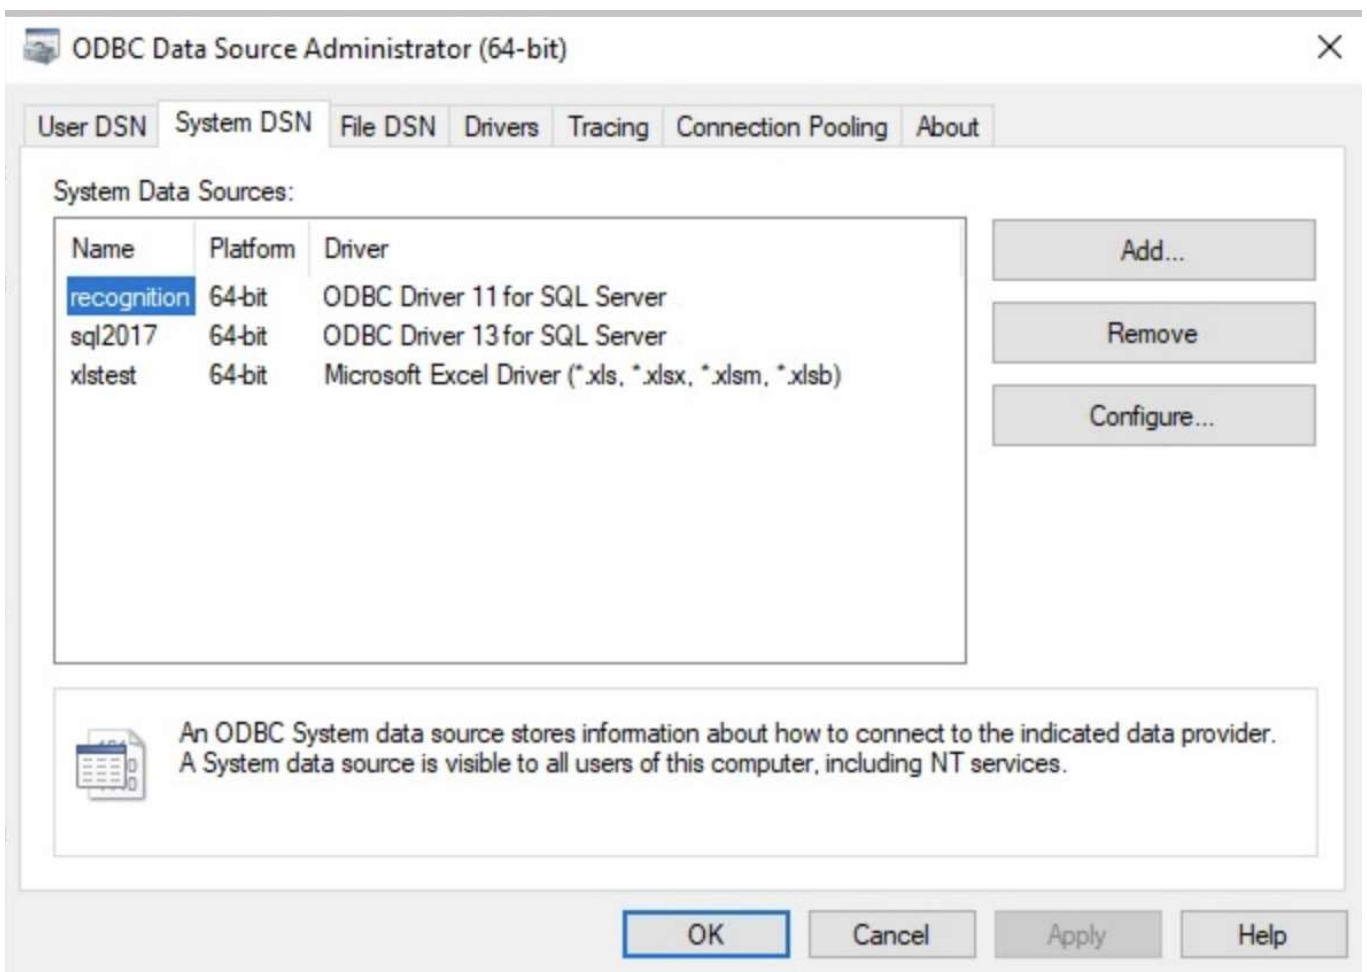 ODBC Data Source Administrator (64-bit)
User DSN System DSN File DSN Drivers Tracing Connection Pooling About
System Data Sources:
Name Platform Driver
recognition 64-bit ODBC Driver 11 for SQL Server
sql2017 64-bit ODBC Driver 13 for SQL Server
xlstest 64-bit Microsoft Excel Driver (*.xls, *.xlsx, *.xlsm, *.xlsb)
Add...
Remove
Configure...
An ODBC System data source stores information about how to connect to the indicated data provider.
A System data source is visible to all users of this computer, including NT services.
OK Cancel Apply Help